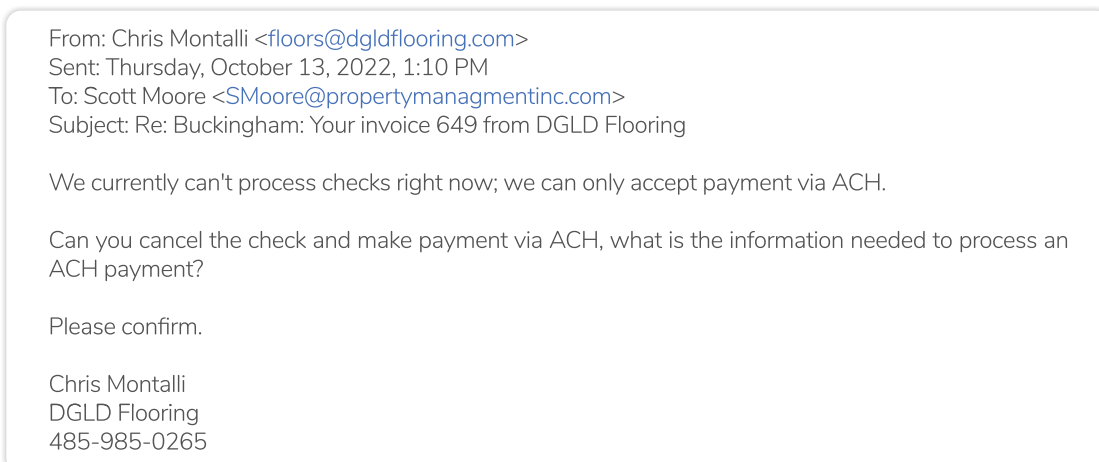 From: Chris Montalli <floors@dgldflooring.com>
Sent: Thursday, October 13, 2022, 1:10 PM
To: Scott Moore <SMoore@propertymanagmentinc.com>
Subject: Re: Buckingham: Your invoice 649 from DGLD Flooring
We currently can't process checks right now; we can only accept payment via ACH.
Can you cancel the check and make payment via ACH, what is the information needed to process an
ACH payment?
Please confirm.
Chris Montalli
DGLD Flooring
485-985-0265